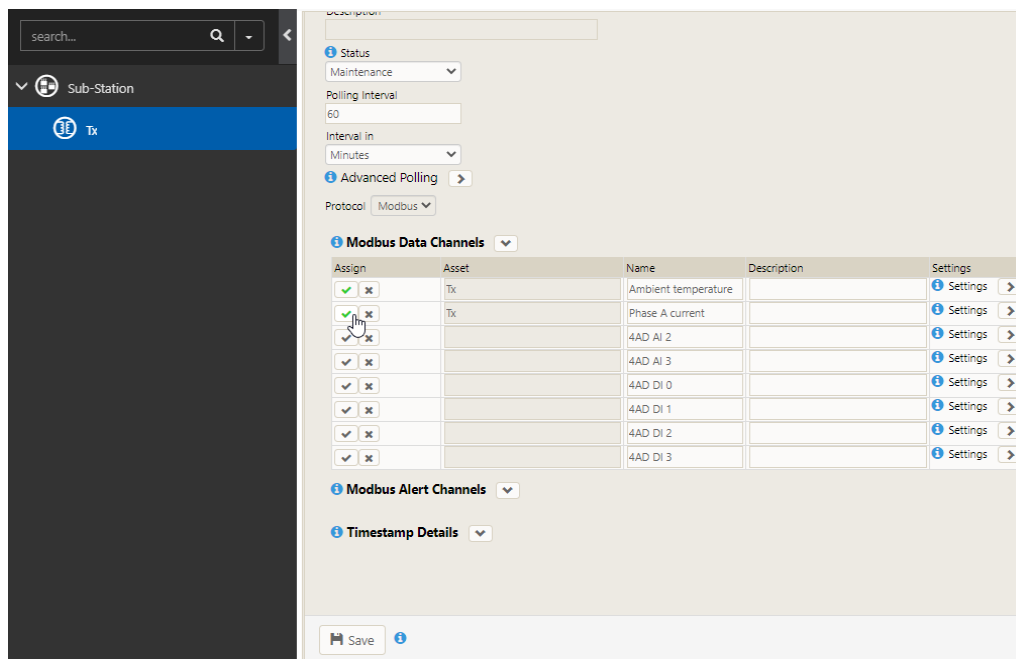 search...
Sub-Station
Tx
Description
Status
Maintenance
Polling Interval
60
Interval in
Minutes
Advanced Polling
Protocol Modbus
Modbus Data Channels
Assign Asset Name Description Settings
Tx Ambient temperature Settings
Tx Phase A current Settings
4AD AI 2 Settings
4AD AI 3 Settings
4AD DI 0 Settings
4AD DI 1 Settings
4AD DI 2 Settings
4AD DI 3 Settings
Modbus Alert Channels
Timestamp Details
Save